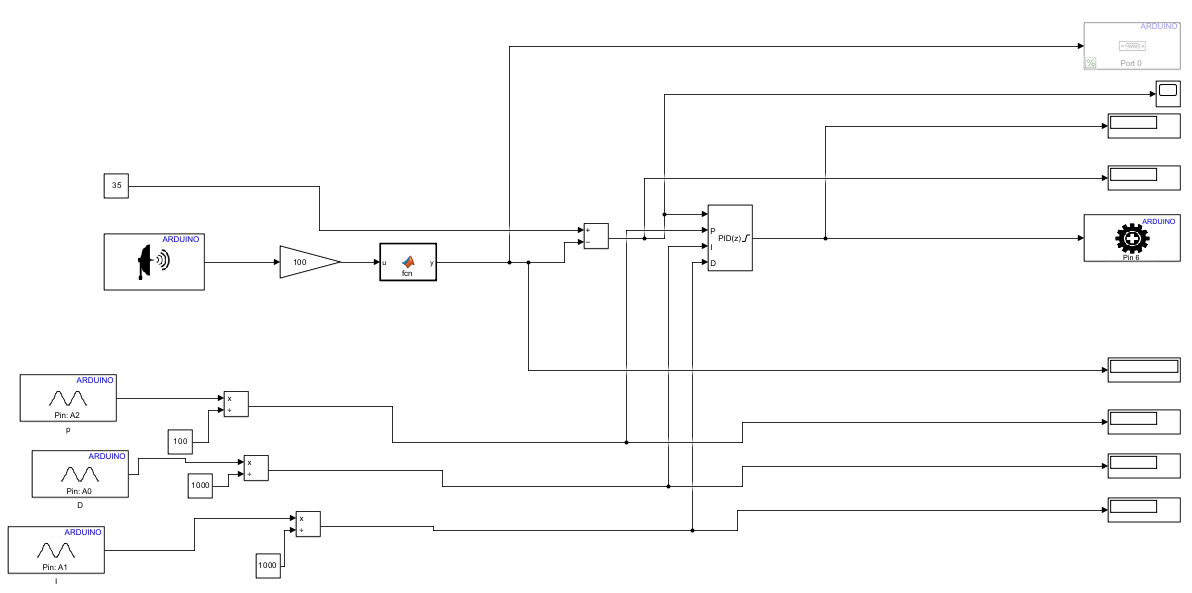 ARDUINO
Port 0
35
ARDUINO
100
u
fcn
y
+
−
P
PID(z)
I
D
ARDUINO
Pin 6
ARDUINO
Pin: A2
p
x
÷
100
ARDUINO
Pin: A0
D
x
÷
1000
ARDUINO
Pin: A1
I
x
÷
1000